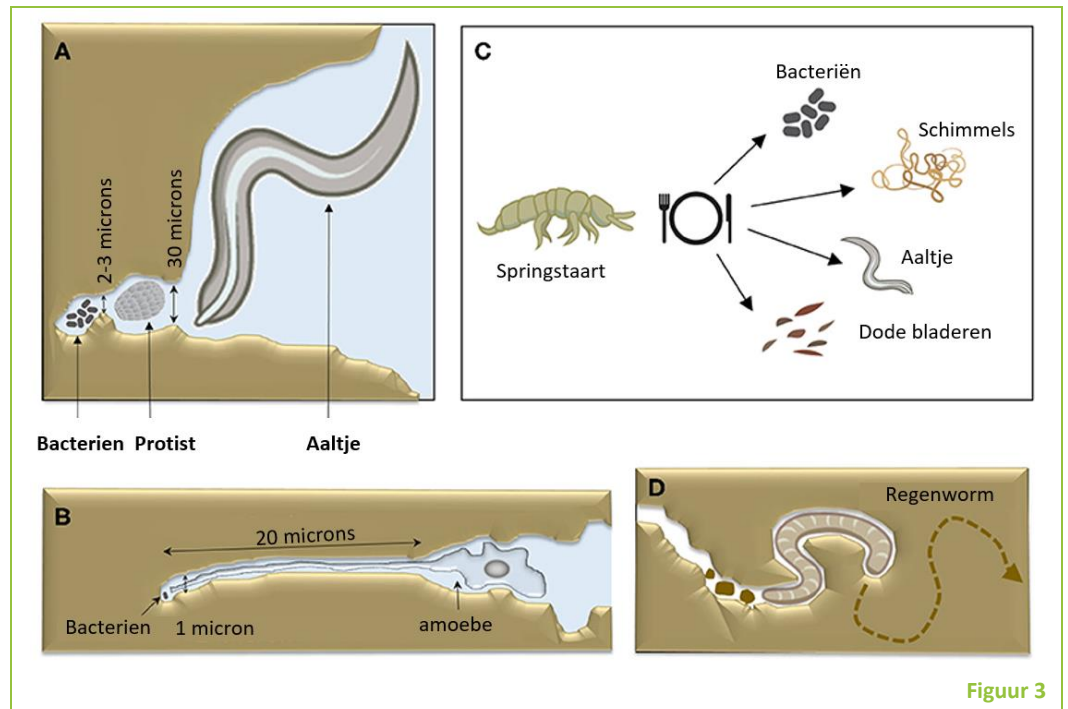 A
2-3 microns
30 microns
Bacterien Protist
Aaltje
C
Bacteriën
Schimmels
Springstaart
Aaltje
Dode bladeren
B
20 microns
Bacterien
1 micron
amoebe
D
Regenworm
Figuur 3